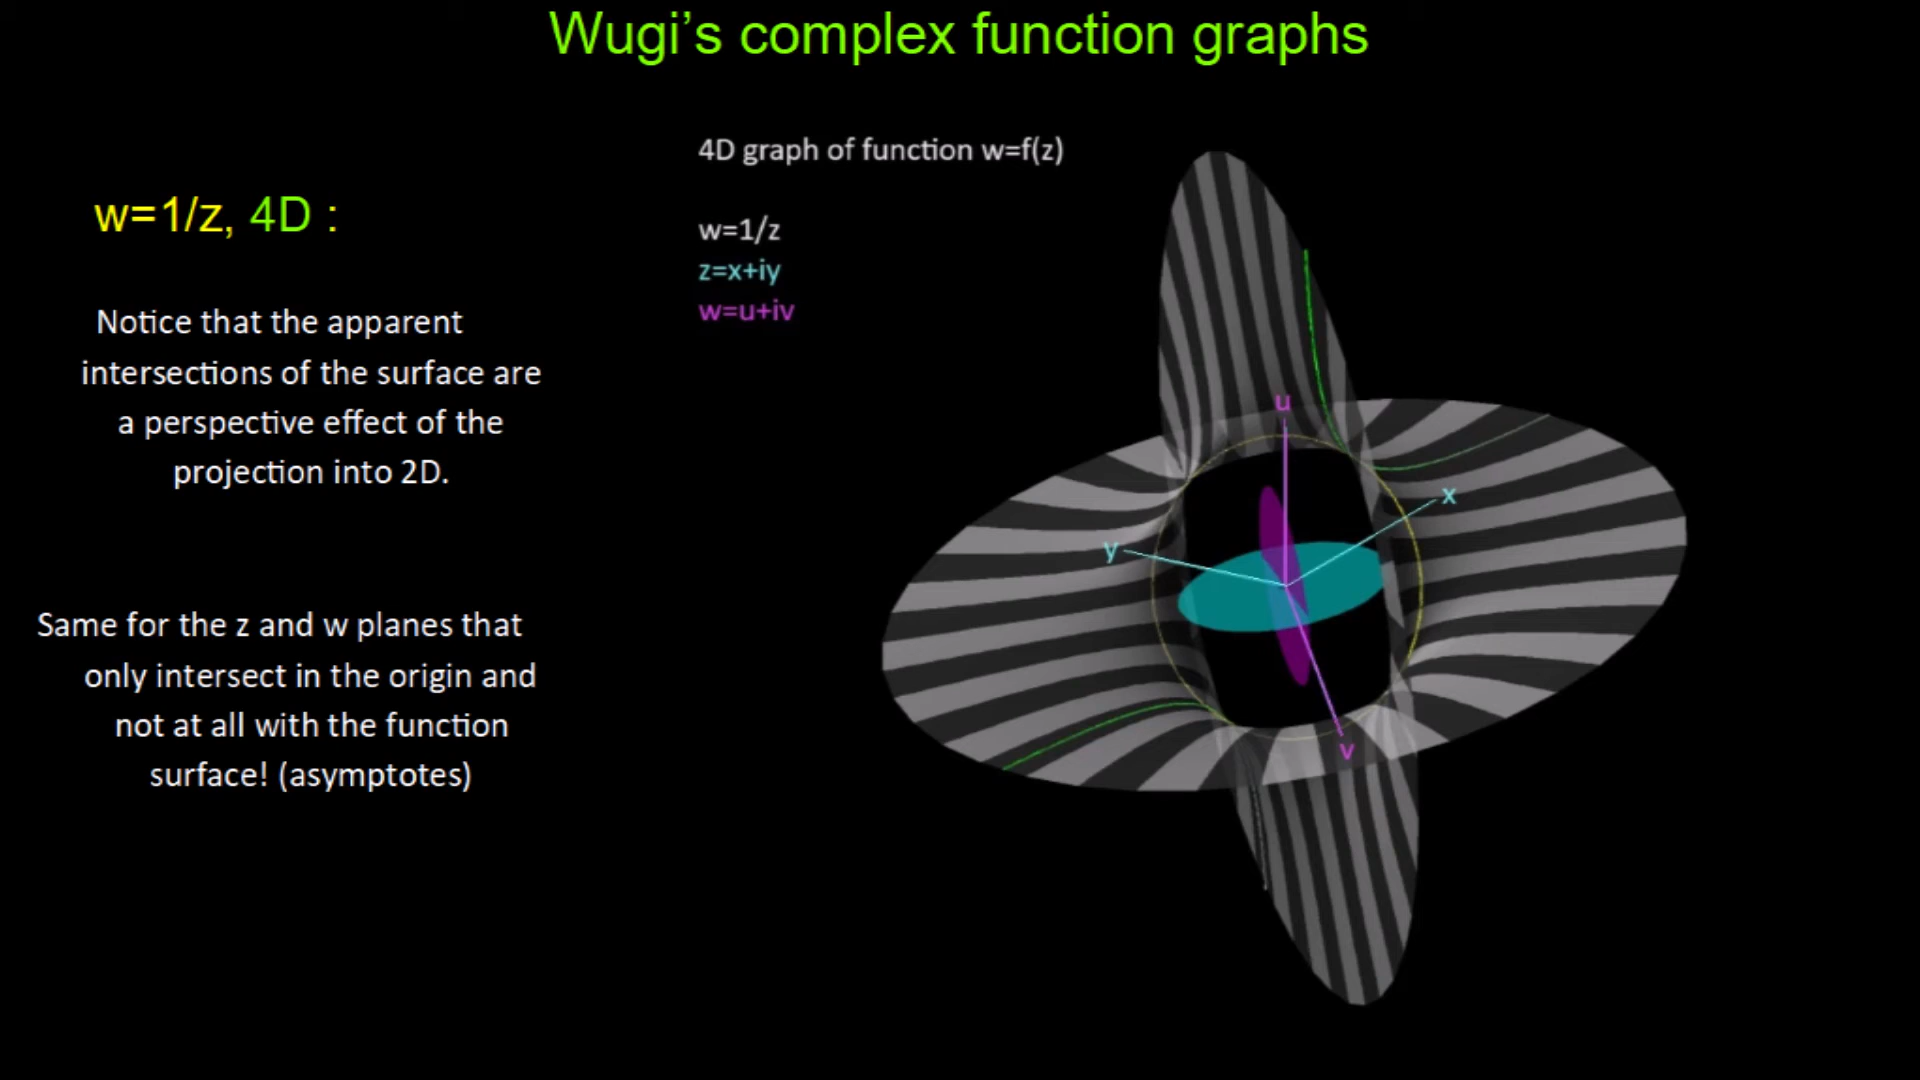 Wugi’s complex function graphs
w=1/z, 4D :
Notice that the apparent
intersections of the surface are
a perspective effect of the
projection into 2D.
Same for the z and w planes that
only intersect in the origin and
not at all with the function
surface! (asymptotes)
4D graph of function w=f(z)
w=1/z
z=x+iy
w=u+iv
u
x
y
v